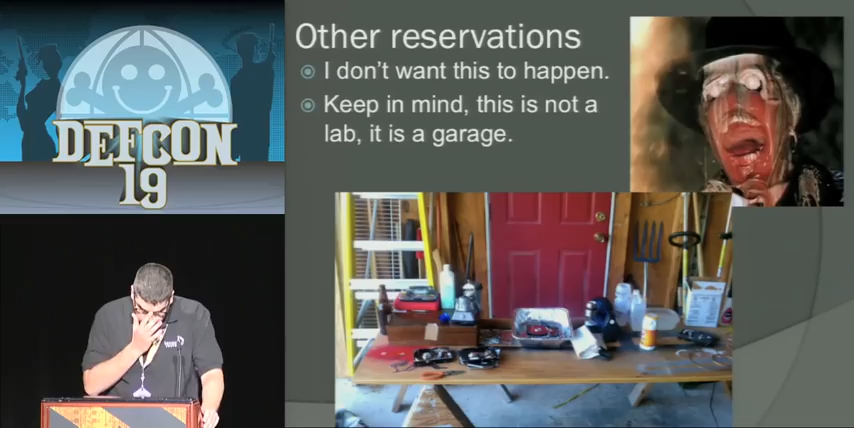 DEFCON
19
Other reservations
I don't want this to happen.
Keep in mind, this is not a
lab, it is a garage.